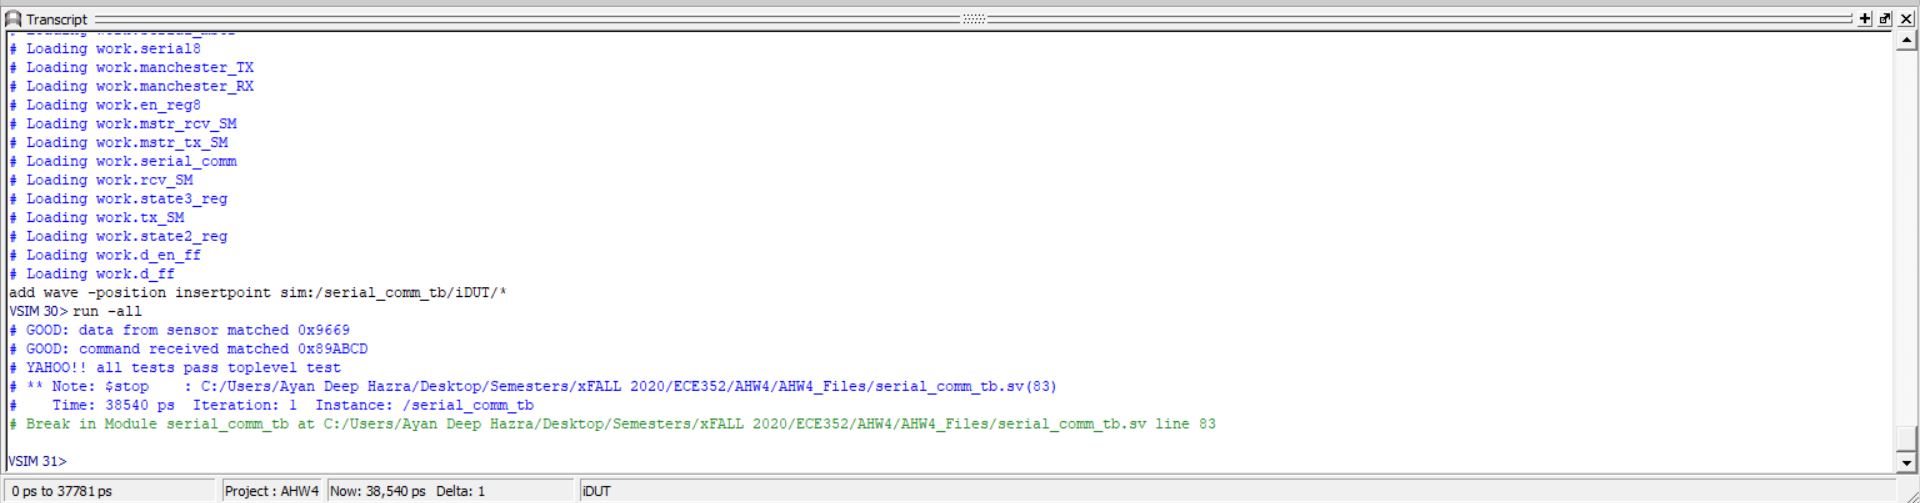 Transcript
# Loading work.serial8
# Loading work.manchester_TX
# Loading work.manchester_RX
# Loading work.en_reg8
# Loading work.mstr_rcv_SM
# Loading work.mstr_tx_SM
# Loading work.serial_comm
# Loading work.rcv_SM
# Loading work.state3_reg
# Loading work.tx_SM
# Loading work.state2_reg
# Loading work.d_en_ff
# Loading work.d_ff
add wave -position insertpoint sim:/serial_comm_tb/iDUT/*
VSIM 30> run -all
# GOOD: data from sensor matched 0x9669
# GOOD: command received matched 0x89ABCD
# YAHOO!! all tests pass toplevel test
# ** Note: $stop    : C:/Users/Ayan Deep Hazra/Desktop/Semesters/xFALL 2020/ECE352/AHW4/AHW4_Files/serial_comm_tb.sv(83)
#    Time: 38540 ps  Iteration: 1  Instance: /serial_comm_tb
# Break in Module serial_comm_tb at C:/Users/Ayan Deep Hazra/Desktop/Semesters/xFALL 2020/ECE352/AHW4/AHW4_Files/serial_comm_tb.sv line 83
VSIM 31>
0 ps to 37781 ps Project : AHW4 Now: 38,540 ps Delta: 1 iDUT